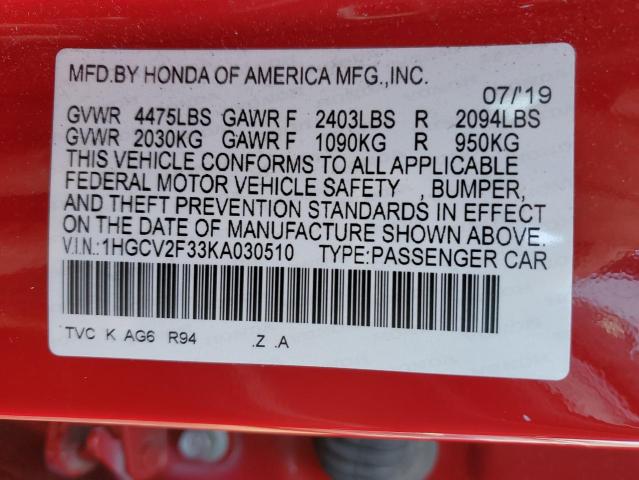 MFD.BY HONDA OF AMERICA MFG.,INC.
07/'19
GVWR 4475LBS GAWR F 2403LBS R 2094LBS
GVWR 2030KG GAWR F 1090KG R 950KG
THIS VEHICLE CONFORMS TO ALL APPLICABLE
FEDERAL MOTOR VEHICLE SAFETY , BUMPER,
AND THEFT PREVENTION STANDARDS IN EFFECT
ON THE DATE OF MANUFACTURE SHOWN ABOVE.
V.I.N.:1HGCV2F33KA030510 TYPE:PASSENGER CAR
TVC K AG6 R94 .Z .A